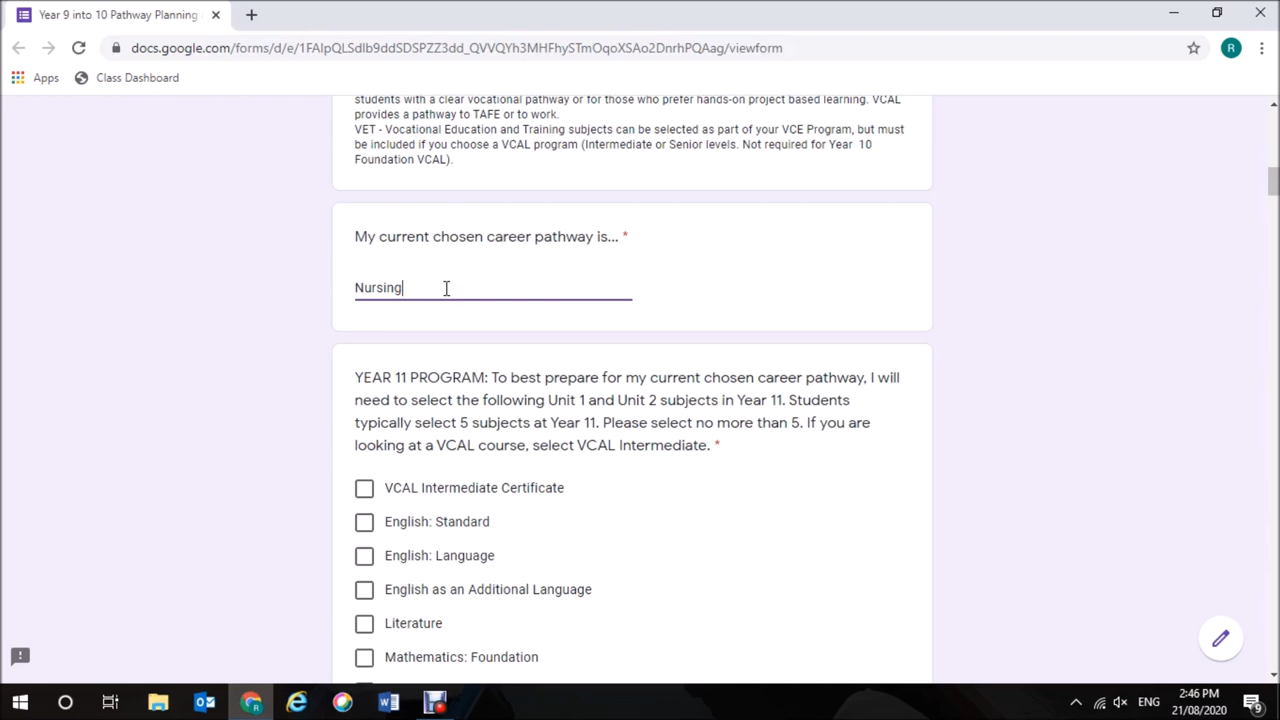 Year 9 into 10 Pathway Planning
docs.google.com/forms/d/e/1FAIpQLSdIb9ddSDSPZZ3dd_QVVQYh3MHFhySTmOqoXSAo2DnrhPQAag/viewform
R
Apps
Class Dashboard
students with a clear vocational pathway or for those who prefer hands-on project based learning. VCAL
provides a pathway to TAFE or to work.
VET - Vocational Education and Training subjects can be selected as part of your VCE Program, but must
be included if you choose a VCAL program (Intermediate or Senior levels. Not required for Year 10
Foundation VCAL).
My current chosen career pathway is... *
Nursing
YEAR 11 PROGRAM: To best prepare for my current chosen career pathway, I will
need to select the following Unit 1 and Unit 2 subjects in Year 11. Students
typically select 5 subjects at Year 11. Please select no more than 5. If you are
looking at a VCAL course, select VCAL Intermediate. *
VCAL Intermediate Certificate
English: Standard
English: Language
English as an Additional Language
Literature
Mathematics: Foundation
ENG
2:46 PM
21/08/2020
9